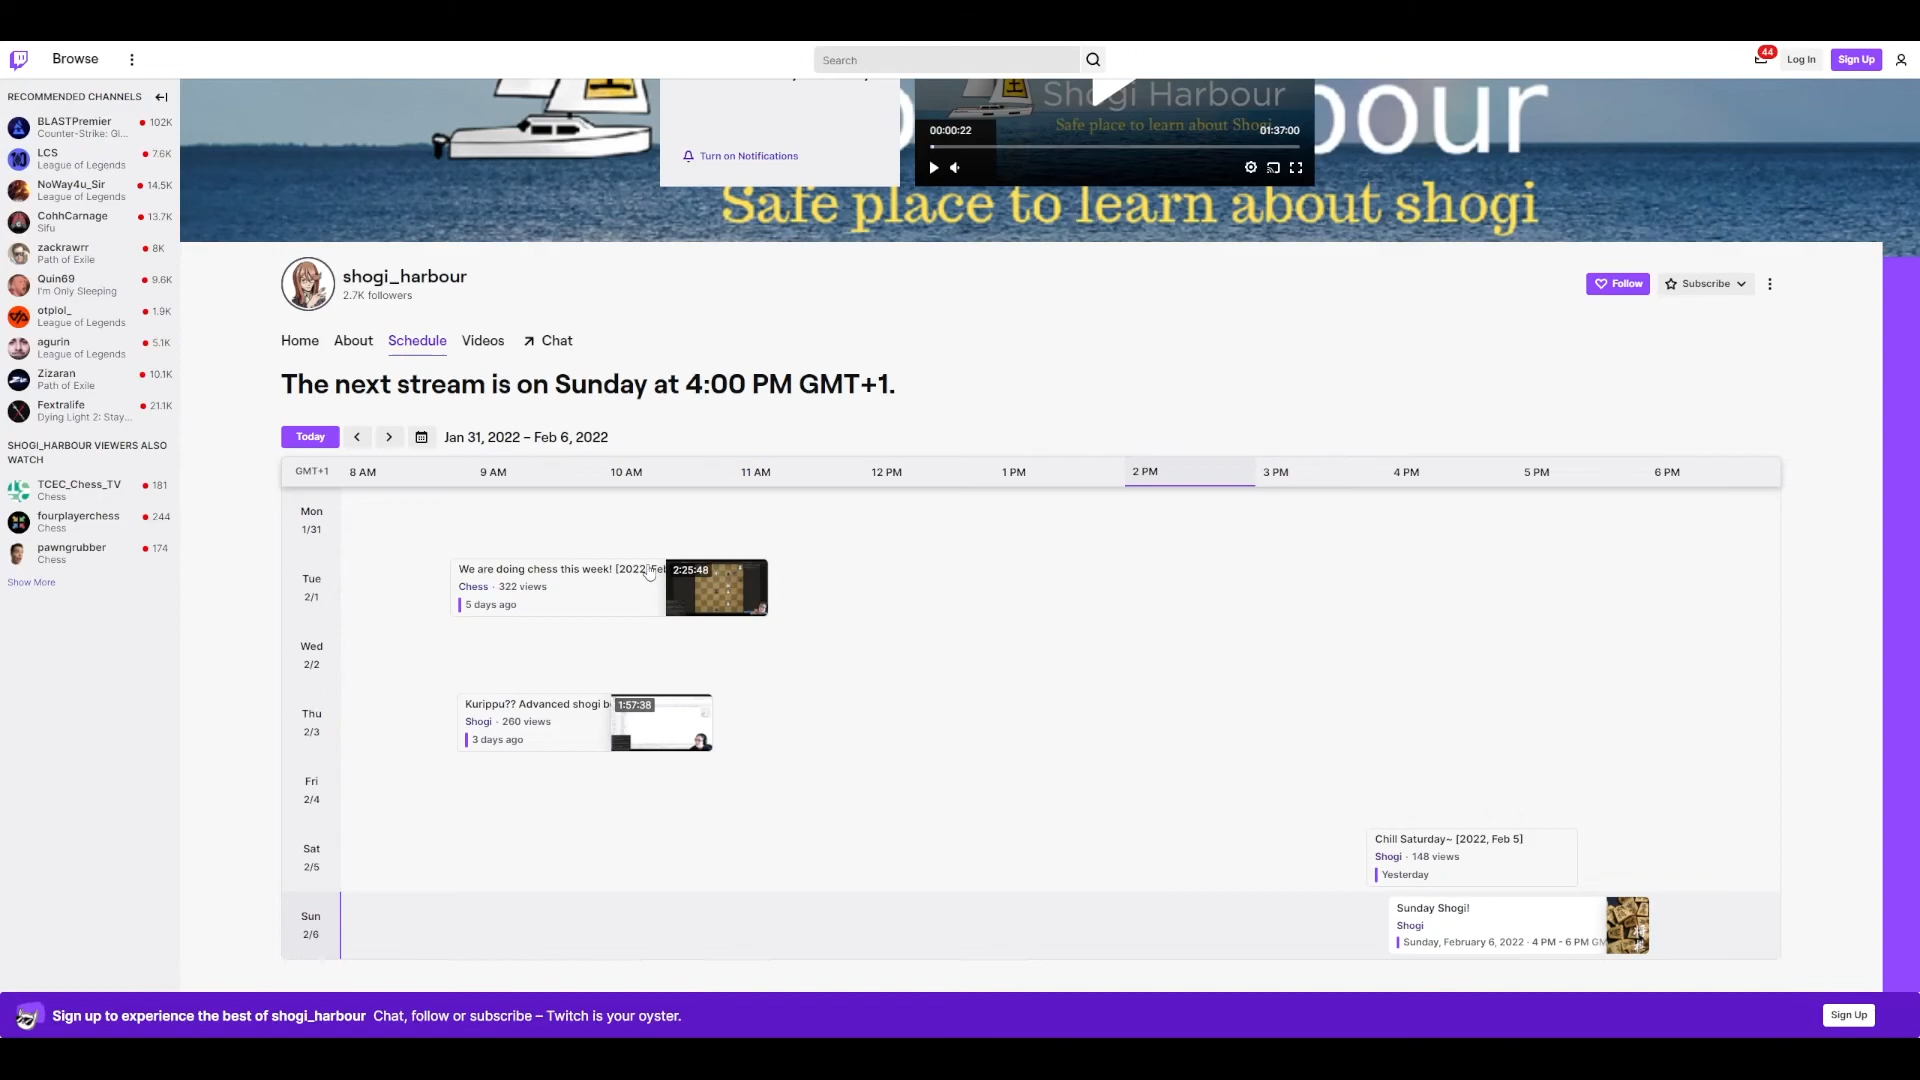 Browse
Search
44
Log In
Sign Up
RECOMMENDED CHANNELS
BLASTPremier
102K
Counter-Strike: Gl...
LCS
7.6K
League of Legends
NoWay4u_Sir
14.5K
League of Legends
CohhCarnage
13.7K
Sifu
zackrawrr
8K
Path of Exile
Quin69
9.6K
I'm Only Sleeping
otplol_
1.9K
League of Legends
agurin
5.1K
League of Legends
Zizaran
10.1K
Path of Exile
Fextralife
21.1K
Dying Light 2: Stay...
SHOGI_HARBOUR VIEWERS ALSO
WATCH
TCEC_Chess_TV
181
Chess
fourplayerchess
244
Chess
pawngrubber
174
Chess
Show More
Turn on Notifications
Shogi Harbour
Safe place to learn about Shogi
00:00:22
01:37:00
our
Safe place to learn about shogi
shogi_harbour
2.7K followers
Follow
Subscribe
Home About Schedule Videos Chat
The next stream is on Sunday at 4:00 PM GMT+1.
Today
Jan 31, 2022 – Feb 6, 2022
GMT+1 8 AM 9 AM 10 AM 11 AM 12 PM 1 PM 2 PM 3 PM 4 PM 5 PM 6 PM
Mon
1/31
Tue
2/1
We are doing chess this week! [2022, Feb
Chess · 322 views
5 days ago
2:25:48
Wed
2/2
Thu
2/3
Kurippu?? Advanced shogi b
Shogi · 260 views
3 days ago
1:57:38
Fri
2/4
Sat
2/5
Chill Saturday~ [2022, Feb 5]
Shogi · 148 views
Yesterday
Sun
2/6
Sunday Shogi!
Shogi
Sunday, February 6, 2022 · 4 PM - 6 PM GM
Sign up to experience the best of shogi_harbour Chat, follow or subscribe – Twitch is your oyster.
Sign Up